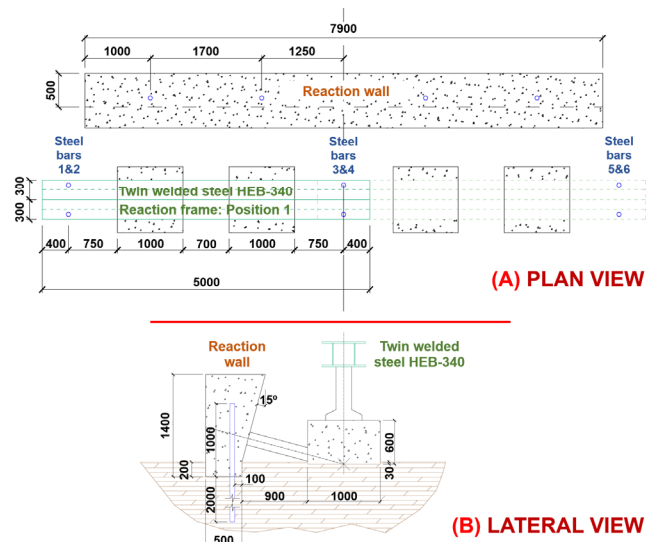 7900
1000
1700
1250
500
Reaction wall
Steel
bars
1&2
Steel
bars
3&4
Steel
bars
5&6
300
300
Twin welded steel HEB-340
Reaction frame: Position 1
400
750
1000
700
1000
750
400
5000
(A) PLAN VIEW
Reaction
wall
Twin welded
steel HEB-340
15º
1400
1000
200
2000
100
900
1000
600
30
500
(B) LATERAL VIEW